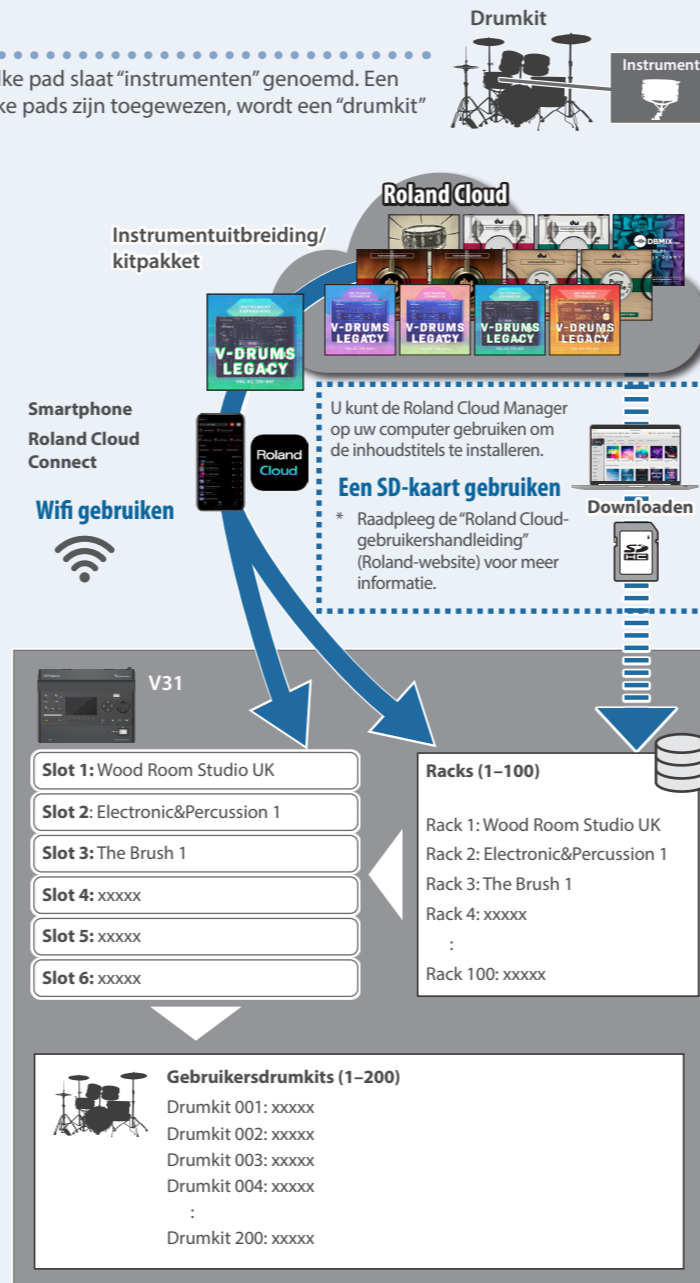 Drumkit
Instrument
lke pad slaat “instrumenten” genoemd. Een
ke pads zijn toegewezen, wordt een “drumkit”
Roland Cloud
Instrumentuitbreiding/
kitpakket
DBMIX
INSTRUMENT
EXPANSION
V-DRUMS
LEGACY
V-DRUMS
LEGACY
V-DRUMS
LEGACY
V-DRUMS
LEGACY
V-DRUMS
LEGACY
Smartphone
Roland Cloud
Connect
Roland
Cloud
Wifi gebruiken
U kunt de Roland Cloud Manager
op uw computer gebruiken om
de inhoudstitels te installeren.
Een SD-kaart gebruiken
* Raadpleeg de “Roland Cloud-
gebruikershandleiding”
(Roland-website) voor meer
informatie.
Downloaden
V31
Slot 1: Wood Room Studio UK
Slot 2: Electronic&Percussion 1
Slot 3: The Brush 1
Slot 4: xxxxx
Slot 5: xxxxx
Slot 6: xxxxx
Racks (1–100)
Rack 1: Wood Room Studio UK
Rack 2: Electronic&Percussion 1
Rack 3: The Brush 1
Rack 4: xxxxx
:
Rack 100: xxxxx
Gebruikersdrumkits (1–200)
Drumkit 001: xxxxx
Drumkit 002: xxxxx
Drumkit 003: xxxxx
Drumkit 004: xxxxx
:
Drumkit 200: xxxxx